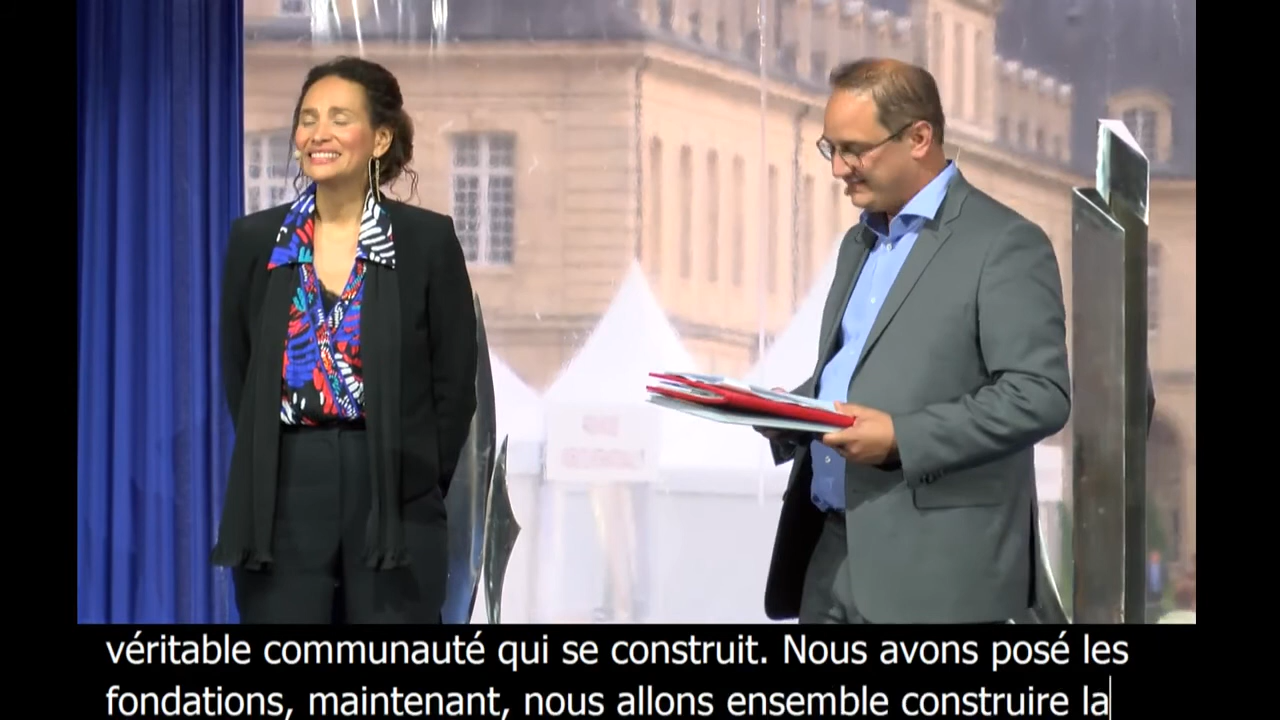 véritable communauté qui se construit. Nous avons posé les
fondations, maintenant, nous allons ensemble construire la